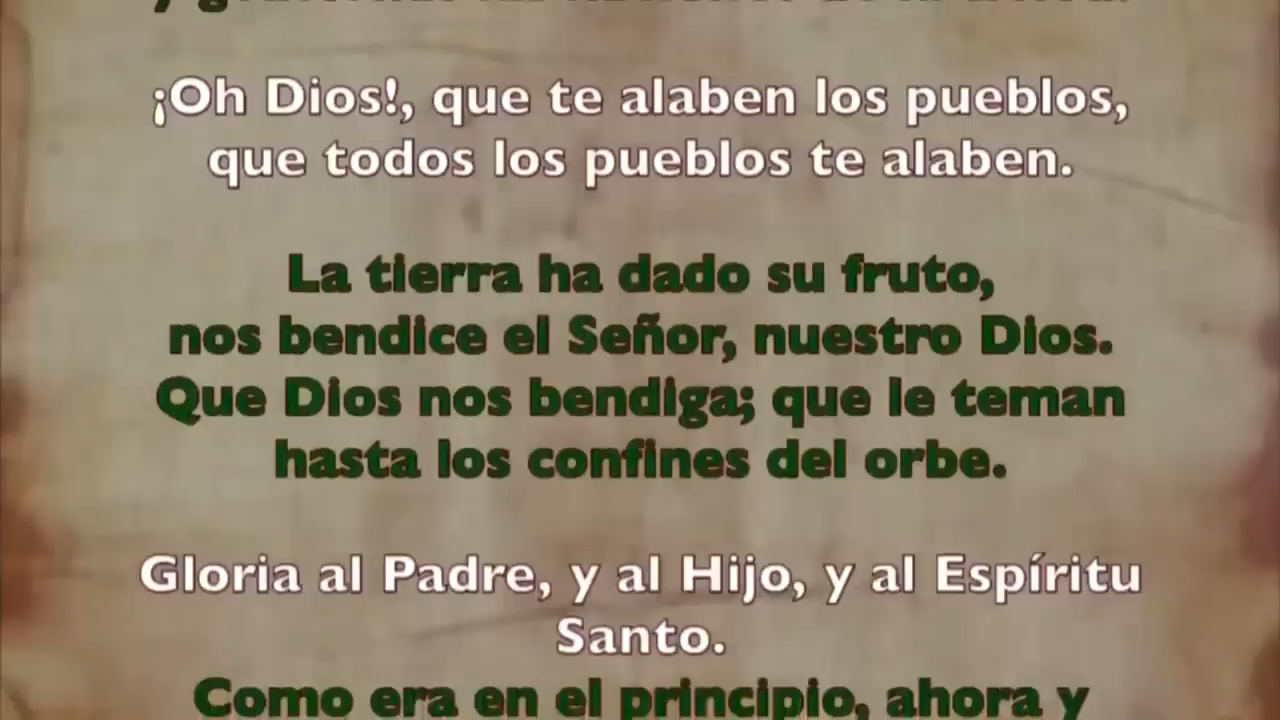 ¡Oh Dios!, que te alaben los pueblos,
que todos los pueblos te alaben.
La tierra ha dado su fruto,
nos bendice el Señor, nuestro Dios.
Que Dios nos bendiga; que le teman
hasta los confines del orbe.
Gloria al Padre, y al Hijo, y al Espíritu
Santo.
Como era en el principio, ahora y